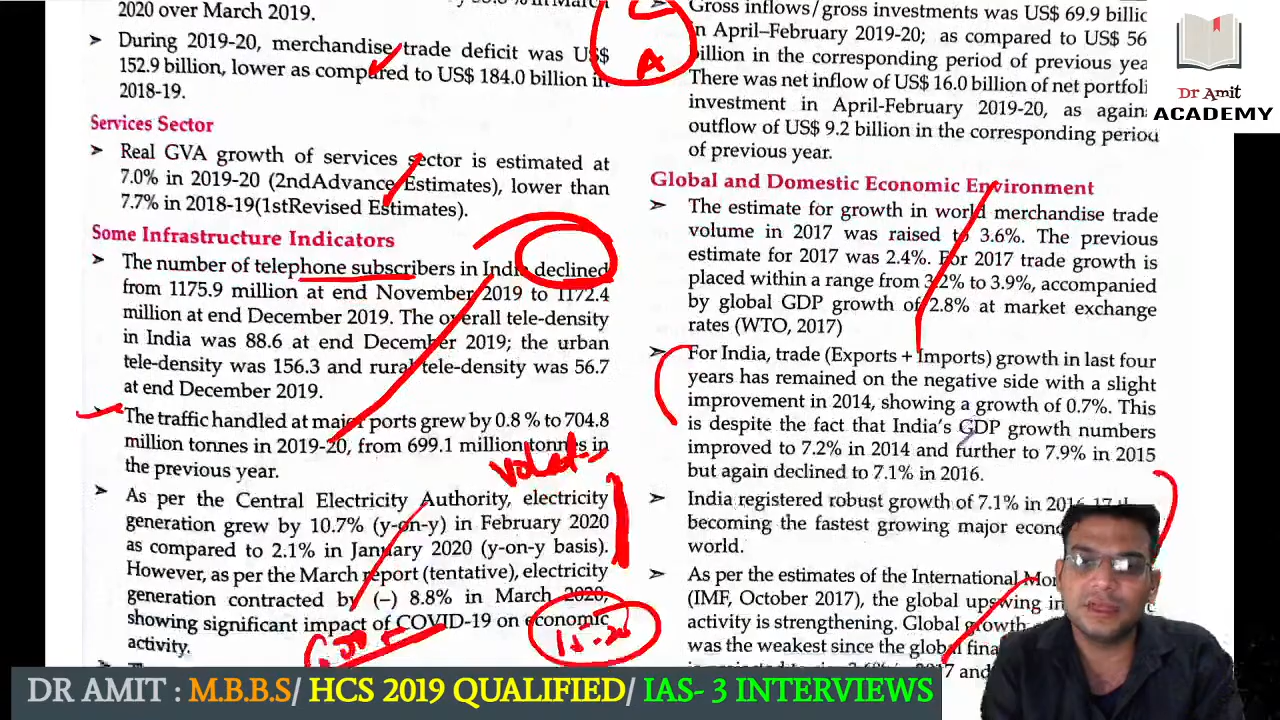 2020 over March 2019.
➤ During 2019-20, merchandise trade deficit was US$
152.9 billion, lower as compared to US$ 184.0 billion in
2018-19.
Services Sector
➤ Real GVA growth of services sector is estimated at
7.0% in 2019-20 (2ndAdvance Estimates), lower than
7.7% in 2018-19(1stRevised Estimates).
Some Infrastructure Indicators
➤ The number of telephone subscribers in India declined
from 1175.9 million at end November 2019 to 1172.4
million at end December 2019. The overall tele-density
in India was 88.6 at end December 2019; the urban
tele-density was 156.3 and rural tele-density was 56.7
at end December 2019.
The traffic handled at major ports grew by 0.8 % to 704.8
million tonnes in 2019-20, from 699.1 million tonnes in
the previous year.
➤ As per the Central Electricity Authority, electricity
generation grew by 10.7% (y-on-y) in February 2020
as compared to 2.1% in January 2020 (y-on-y basis).
However, as per the March report (tentative), electricity
generation contracted by (–) 8.8% in March 2020,
showing significant impact of COVID-19 on economic
activity.
A
15-20
Gross inflows/gross investments was US$ 69.9 billio
in April–February 2019-20; as compared to US$ 56
billion in the corresponding period of previous yea
There was net inflow of US$ 16.0 billion of net portfoli
investment in April-February 2019-20, as again
outflow of US$ 9.2 billion in the corresponding period
of previous year.
Global and Domestic Economic Environment
➤ The estimate for growth in world merchandise trade
volume in 2017 was raised to 3.6%. The previous
estimate for 2017 was 2.4%. For 2017 trade growth is
placed within a range from 3.2% to 3.9%, accompanied
by global GDP growth of 2.8% at market exchange
rates (WTO, 2017)
➤ For India, trade (Exports + Imports) growth in last four
years has remained on the negative side with a slight
improvement in 2014, showing a growth of 0.7%. This
is despite the fact that India's GDP growth numbers
improved to 7.2% in 2014 and further to 7.9% in 2015
but again declined to 7.1% in 2016.
➤ India registered robust growth of 7.1% in 2016-17
becoming the fastest growing major
world.
➤ As per the estimates of the International
(IMF, October 2017), the global upswing in
activity is strengthening. Global growth
was the weakest since the global
Dr Amit
ACADEMY
DR AMIT : M.B.B.S/ HCS 2019 QUALIFIED/ IAS- 3 INTERVIEWS